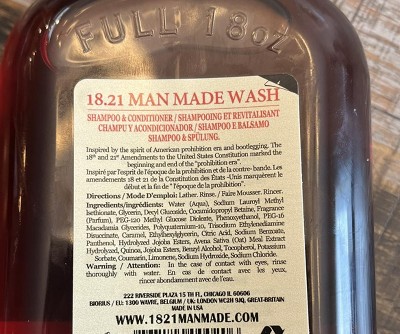 FULL 18oz
18.21 MAN MADE WASH
SHAMPOO & CONDITIONER / SHAMPOOING ET REVITALISANT
CHAMPU Y ACONDICIONADOR / SHAMPOO E BALSAMO
SHAMPOO & SPÜLUNG.
Inspired by the spirit of American prohibition era and bootlegging. The
18th and 21st Amendments to the United States Constitution marked the
beginning and end of the "prohibition era".
Inspiré par l'esprit de l'époque de la prohibition et de la contre- bande. Les
amendements 18 et 21 de la Constitution des États -Unis marquèrent le
début et la fin de " l'époque de la prohibition".
Directions / Mode D'emploi: Lather. Rinse. / Faire Mousser. Rincer.
Ingredients/ingrédients: Water (Aqua), Sodium Lauroyl Methyl
Isethionate, Glycerin, Decyl Glucoside, Cocamidopropyl Betaine, Fragrance
(Parfum), PEG-120 Methyl Glucose Dioleate, Phenoxyethanol, PEG-16
Macadamia Glycerides, Polyquaternium-10, Trisodium Ethylenediamine
Disuccinate, Caramel, Ethylhexylglycerin, Citric Acid, Sodium Benzoate,
Panthenol, Hydrolyzed Jojoba Esters, Avena Sativa (Oat) Meal Extract
Hydrolyzed, Quinoa, Jojoba Esters, Benzyl Alcohol, Tocopherol, Potassium
Sorbate, Coumarin, Limonene, Sodium Hydroxide, Sodium Chloride.
Warning / Attention: In the case of contact with eyes, rinse
thoroughly with water. En cas de contact avec les yeux,
rincer abondamment avec de l'eau.
222 RIVERSIDE PLAZA 15 TH FL, CHICAGO IL 60606
BIORIUS / EU: 1300 WAVRE, BELGIUM / UK: LONDON WC2H 9JQ, GREAT-BRITAIN
MADE IN USA
WWW.1821MANMADE.COM